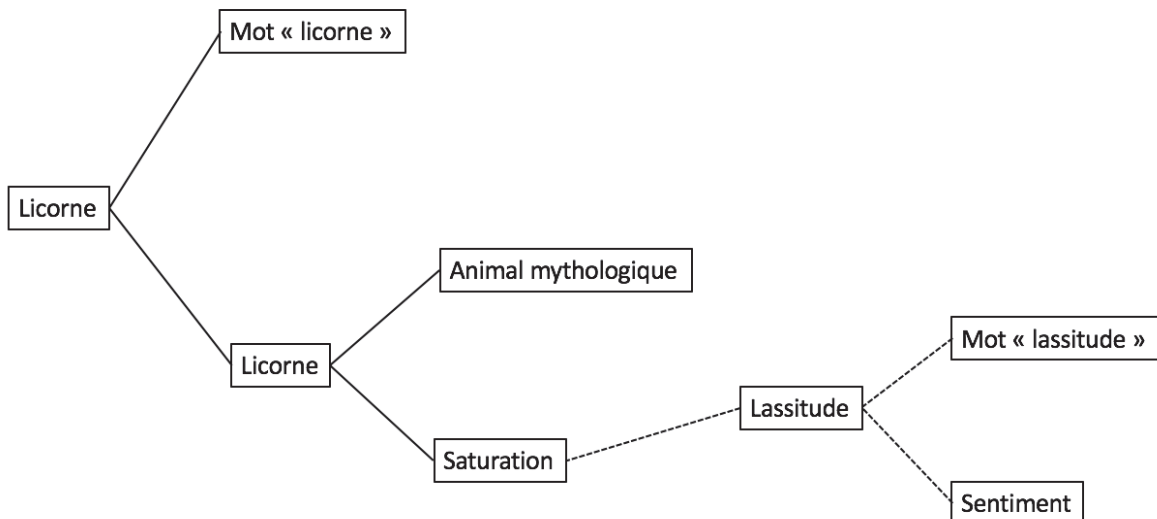 Mot « licorne »
Licorne
Animal mythologique
Mot « lassitude »
Licorne
Lassitude
Saturation
Sentiment